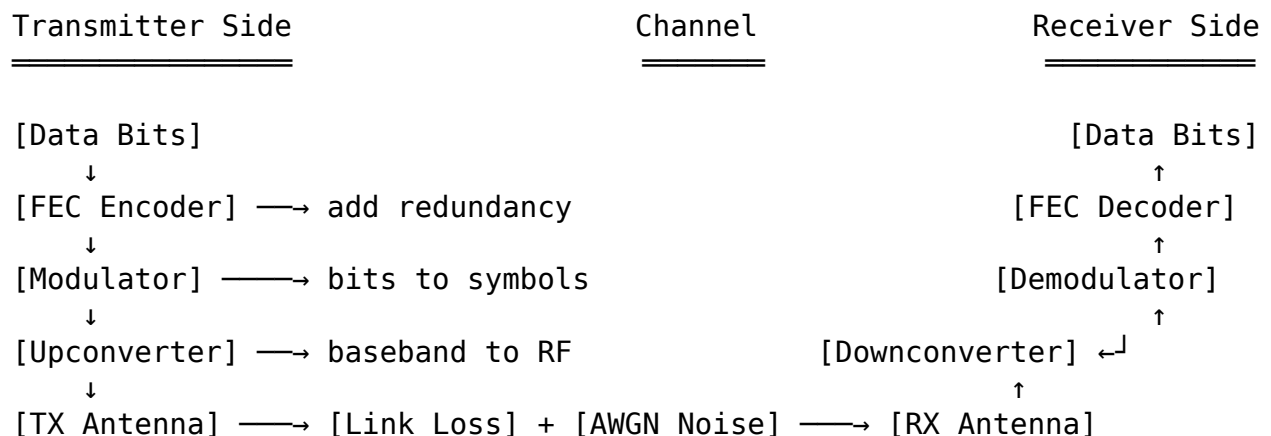 Transmitter Side                    Channel                Receiver Side
════════════════                    ═══════                ════════════
[Data Bits]                                                  [Data Bits]
    ↓                                                             ↑
[FEC Encoder] ──→ add redundancy                         [FEC Decoder]
    ↓                                                             ↑
[Modulator] ────→ bits to symbols                       [Demodulator]
    ↓                                                             ↑
[Upconverter] ──→ baseband to RF              [Downconverter] ←┘
    ↓                                                     ↑
[TX Antenna] ───→ [Link Loss] + [AWGN Noise] ───→ [RX Antenna]